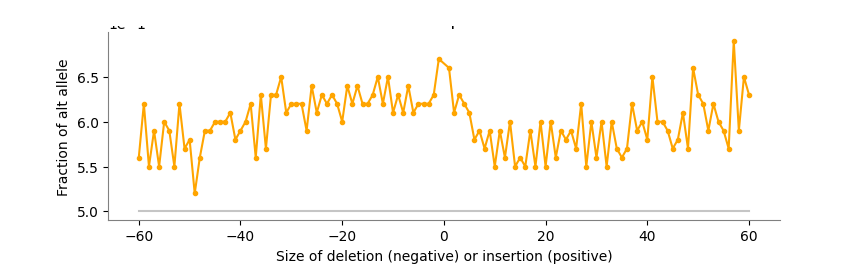 6.5
6.0
5.5
5.0
Fraction of alt allele
−60 −40 −20 0 20 40 60
Size of deletion (negative) or insertion (positive)